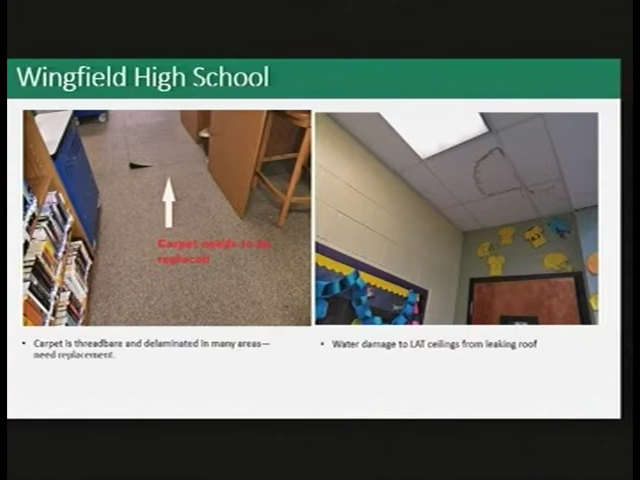 Wingfield High School
Carpet needs to be
replaced
• Carpet is threadbare and delaminated in many areas—
need replacement.
• Water damage to LAT ceilings from leaking roof